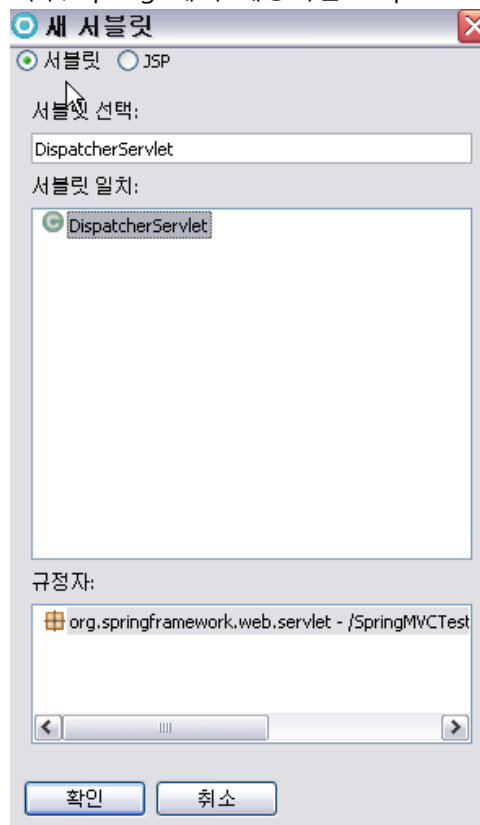 새 서블릿
서블릿 JSP
서블릿 선택:
DispatcherServlet
서블릿 일치:
DispatcherServlet
규정자:
org.springframework.web.servlet - /SpringMVCTest
확인 취소